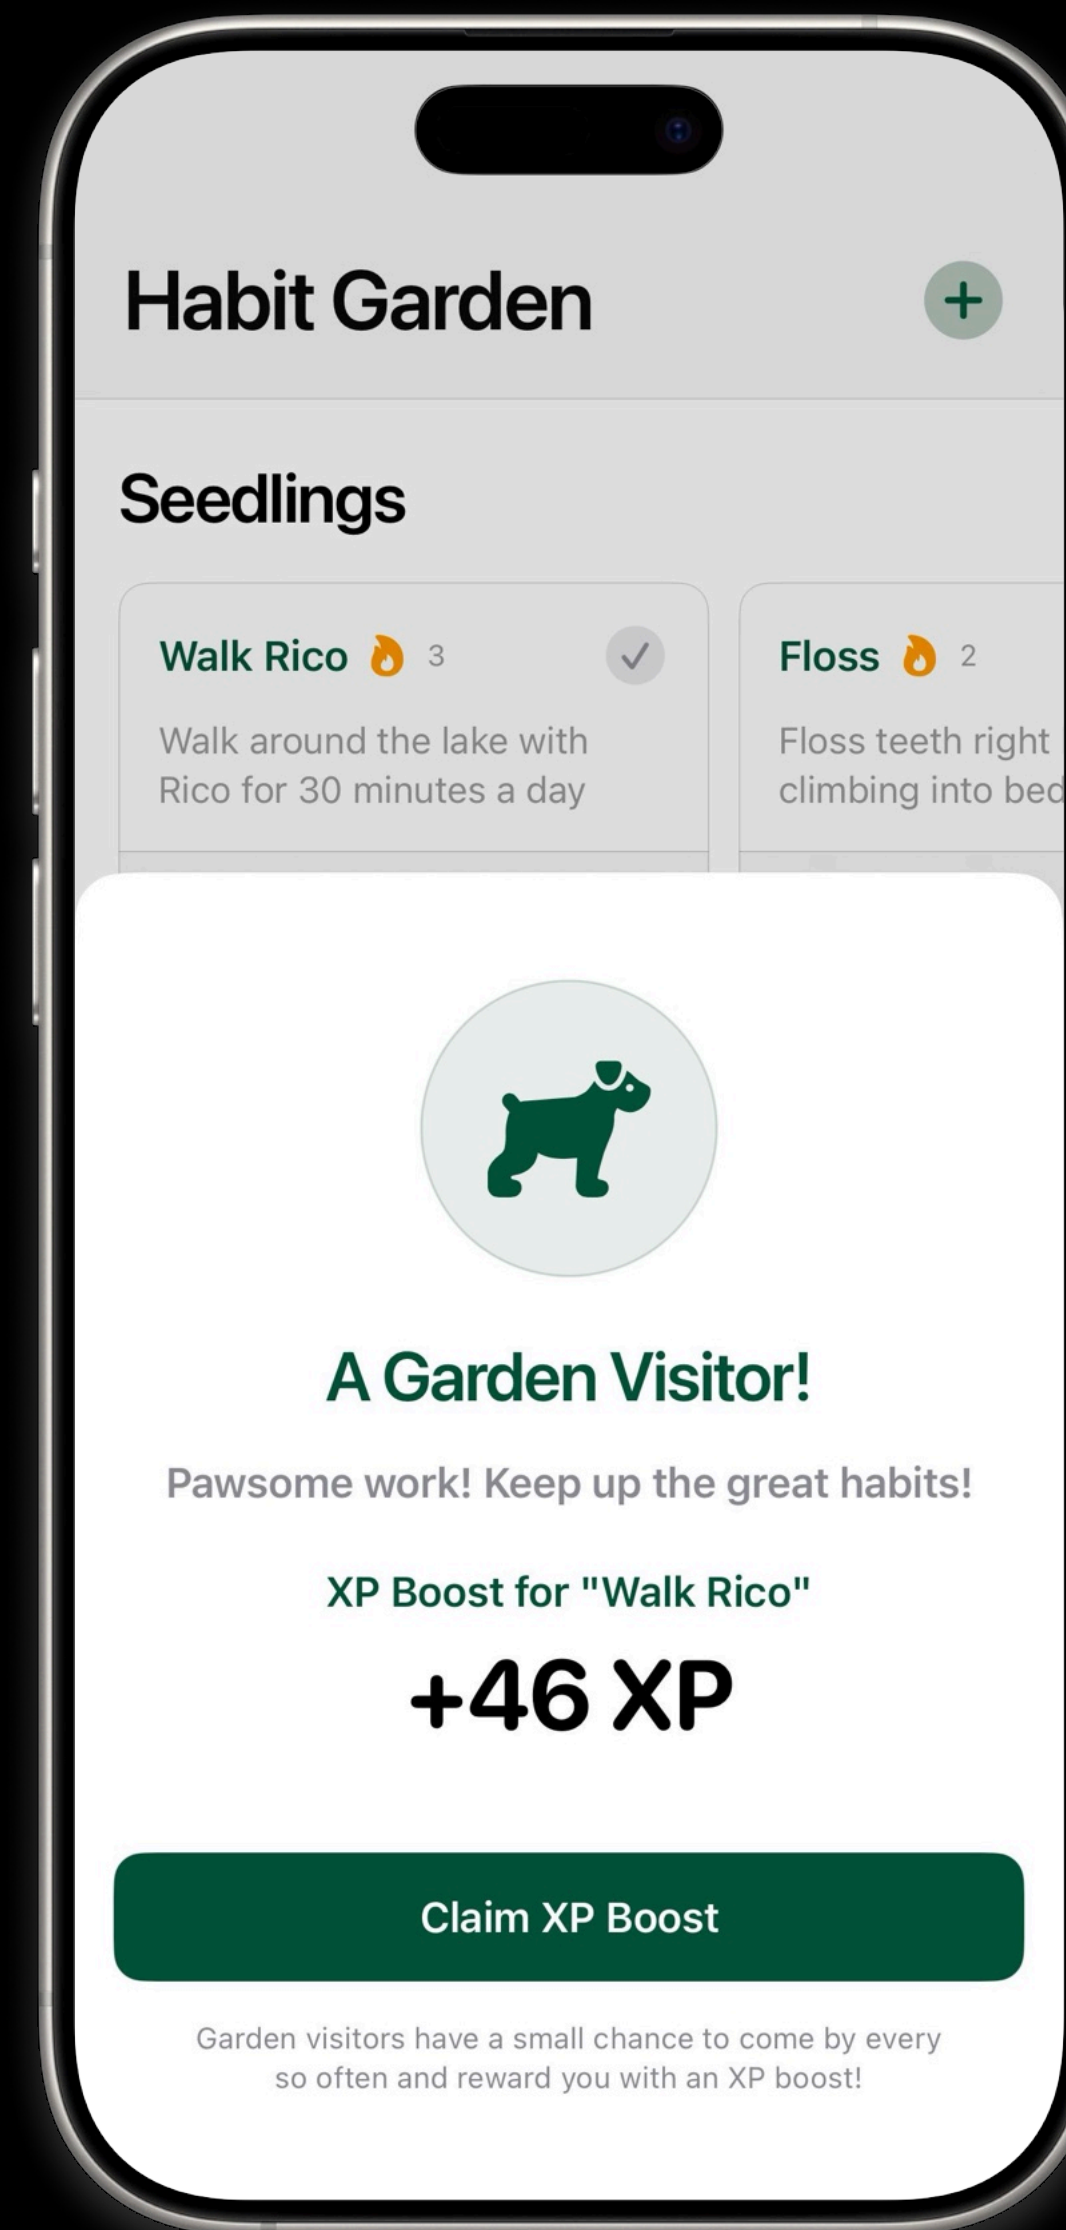 Habit Garden
Seedlings
Walk Rico 3
Walk around the lake with
Rico for 30 minutes a day
Floss 2
Floss teeth right
climbing into bed
A Garden Visitor!
Pawsome work! Keep up the great habits!
XP Boost for "Walk Rico"
+46 XP
Claim XP Boost
Garden visitors have a small chance to come by every
so often and reward you with an XP boost!